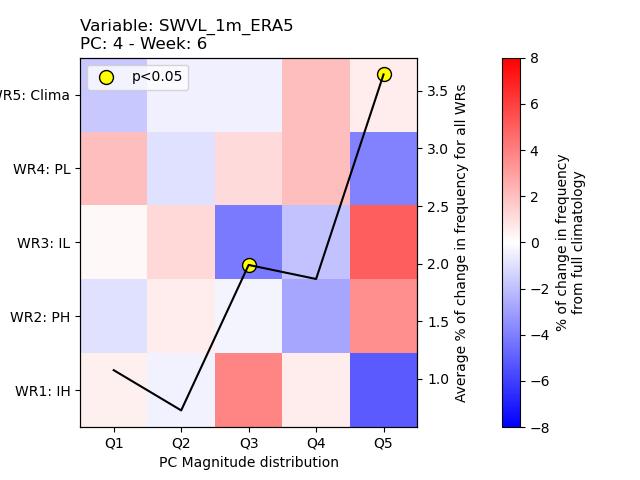 Variable: SWVL_1m_ERA5
PC: 4 - Week: 6
p<0.05
WR5: Clima
WR4: PL
WR3: IL
WR2: PH
WR1: IH
Q1 Q2 Q3 Q4 Q5
PC Magnitude distribution
3.5
3.0
2.5
2.0
1.5
1.0
Average % of change in frequency for all WRs
8
6
4
2
0
−2
−4
−6
−8
% of change in frequency
from full climatology